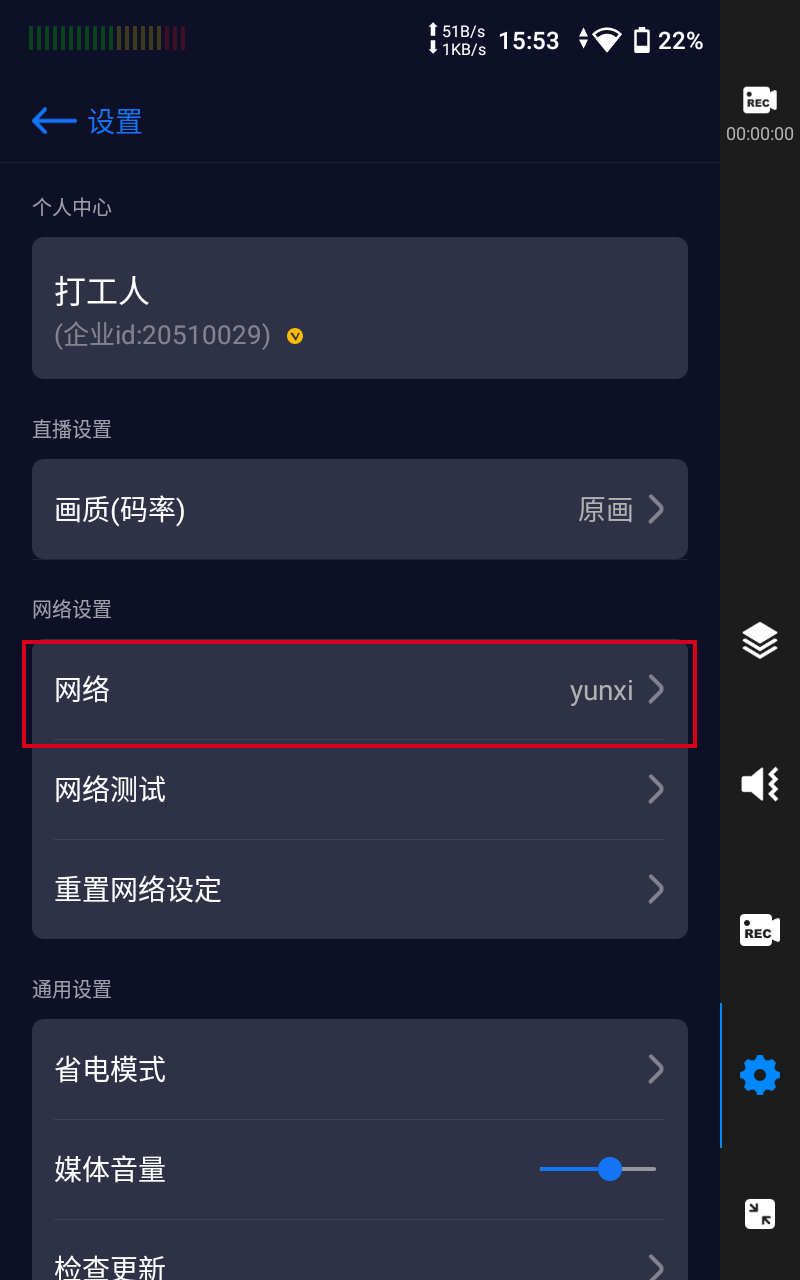 51B/s
1KB/s
15:53
22%
REC
00:00:00
设置
个人中心
打工人
(企业id:20510029)
直播设置
画质(码率)
原画
网络设置
网络
yunxi
网络测试
重置网络设定
REC
通用设置
省电模式
媒体音量
检查更新